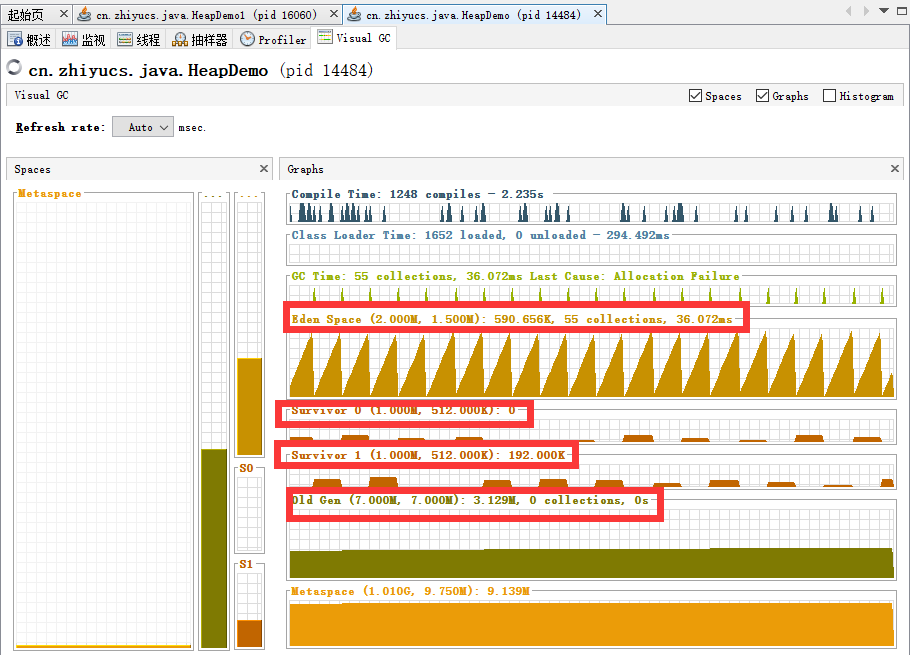 起始页
cn.zhiyucs.java.HeapDemo1 (pid 16060)
cn.zhiyucs.java.HeapDemo (pid 14484)
概述 监视 线程 抽样器 Profiler Visual GC
cn.zhiyucs.java.HeapDemo (pid 14484)
Visual GC
Spaces Graphs Histogram
Refresh rate: Auto msec.
Spaces
Metaspace
...
...
S0
S1
Graphs
Compile Time: 1248 compiles - 2.235s
Class Loader Time: 1652 loaded, 0 unloaded - 294.492ms
GC Time: 55 collections, 36.072ms Last Cause: Allocation Failure
Eden Space (2.000M, 1.500M): 590.656K, 55 collections, 36.072ms
Survivor 0 (1.000M, 512.000K): 0
Survivor 1 (1.000M, 512.000K): 192.000K
Old Gen (7.000M, 7.000M): 3.129M, 0 collections, 0s
Metaspace (1.010G, 9.750M): 9.139M